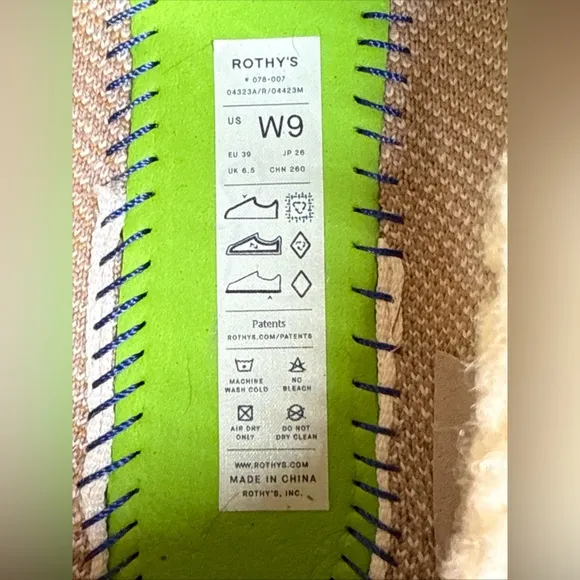 ROTHY'S
# 078-007
04323A/R/04423M
US W9
EU 39 JP 26
UK 6.5 CHN 260
Patents
ROTHYS.COM/PATENTS
MACHINE WASH COLD
NO BLEACH
AIR DRY ONLY
DO NOT DRY CLEAN
WWW.ROTHYS.COM
MADE IN CHINA
ROTHY'S, INC.